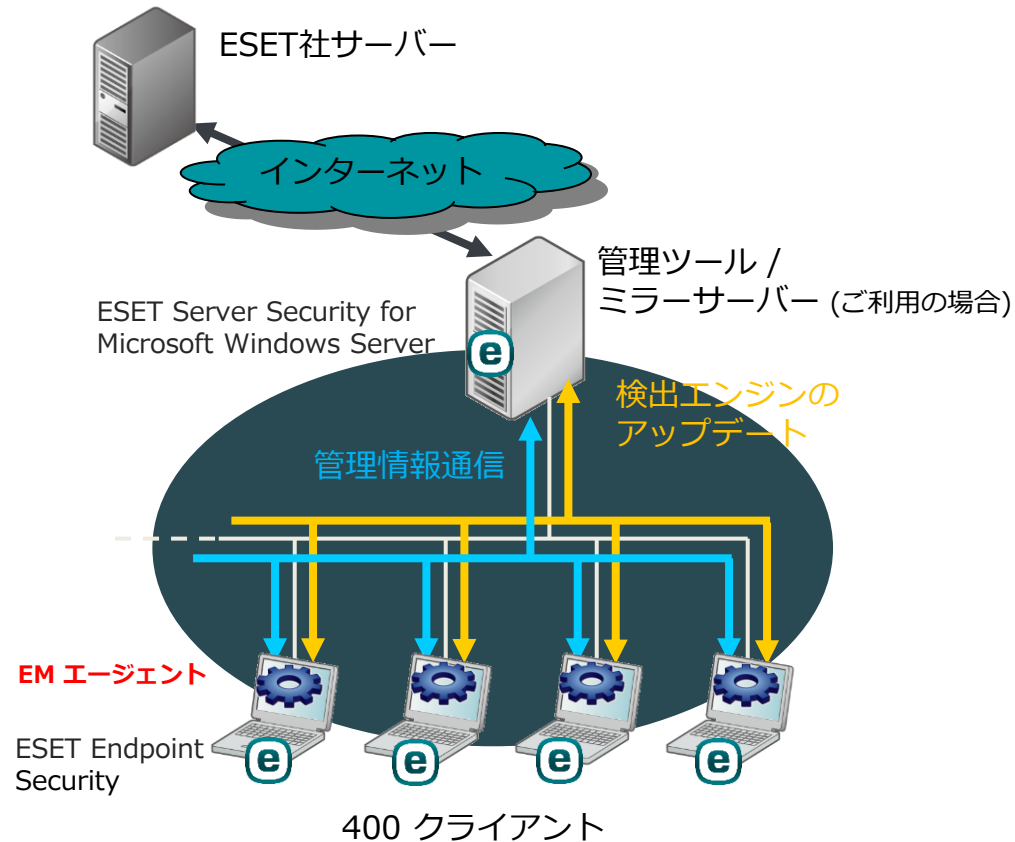 ESET社サーバー
インターネット
管理ツール /
ミラーサーバー (ご利用の場合)
ESET Server Security for
Microsoft Windows Server
e
検出エンジンの
アップデート
管理情報通信
EM エージェント
ESET Endpoint
Security
e
e
e
e
400 クライアント